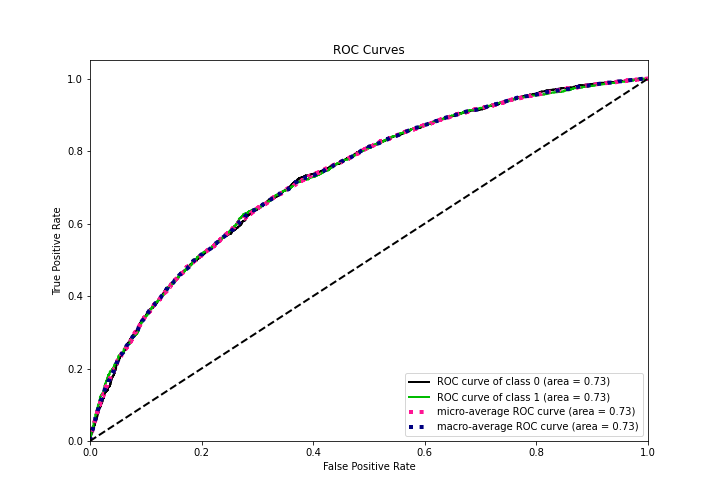 ROC Curves
True Positive Rate
1.0
0.8
0.6
0.4
0.2
0.0
0.0 0.2 0.4 0.6 0.8 1.0
False Positive Rate
ROC curve of class 0 (area = 0.73)
ROC curve of class 1 (area = 0.73)
micro-average ROC curve (area = 0.73)
macro-average ROC curve (area = 0.73)